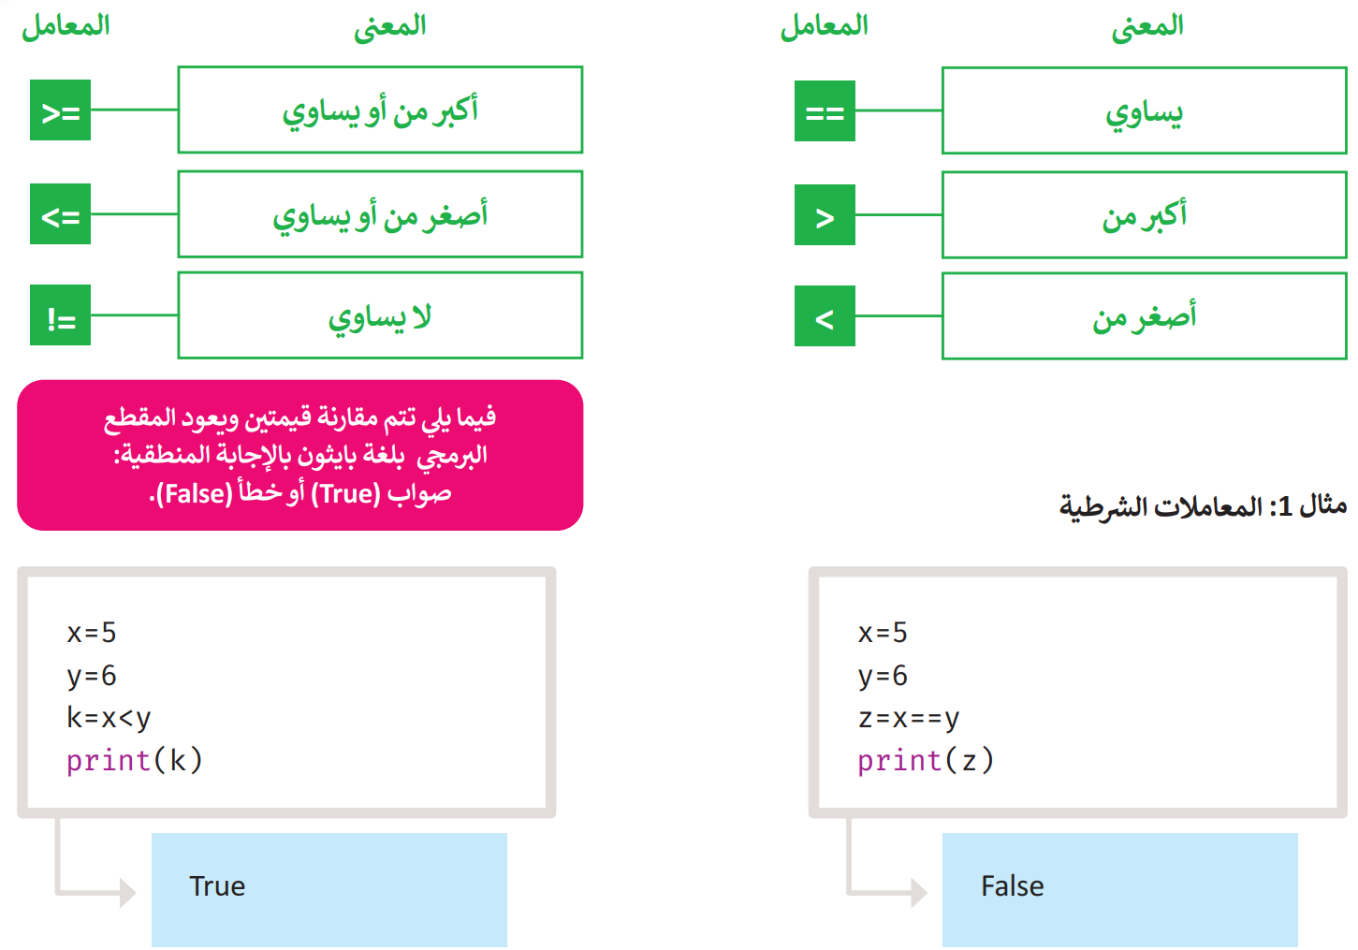 المعنى المعامل
يساوي ==
أكبر من >
أصغر من <
المعنى المعامل
أكبر من أو يساوي >=
أصغر من أو يساوي <=
لا يساوي !=
فيما يلي تتم مقارنة قيمتين ويعود المقطع
البرمجي بلغة بايثون بالإجابة المنطقية:
صواب (True) أو خطأ (False).
مثال 1: المعاملات الشرطية
x=5
y=6
z=x==y
print(z)
False
x=5
y=6
k=x<y
print(k)
True